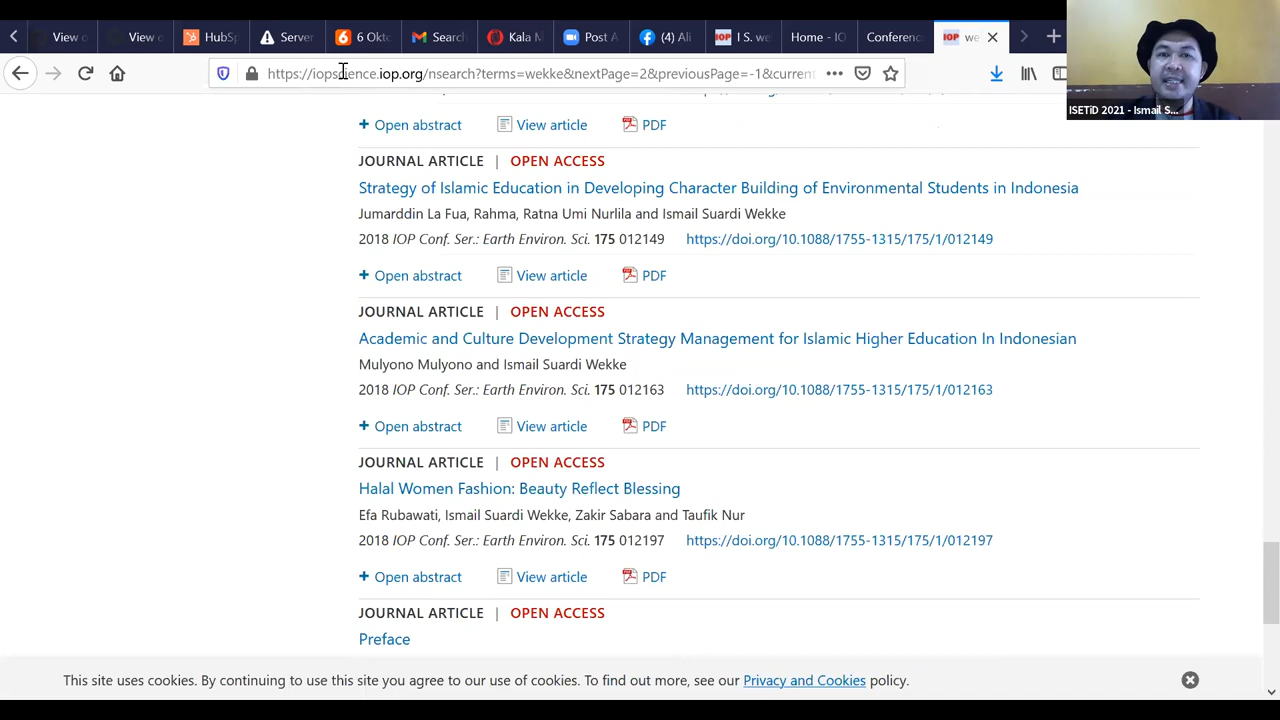 View o
View o
HubSp
Server
6 Okto
Search
Kala M
Post A
(4) Ali
IOP I S. we
Home - IO
Conferenc
IOP we
https://iopscience.iop.org/nsearch?terms=wekke&nextPage=2&previousPage=-1&current
ISETiD 2021 - Ismail S...
+ Open abstract View article PDF
JOURNAL ARTICLE | OPEN ACCESS
Strategy of Islamic Education in Developing Character Building of Environmental Students in Indonesia
Jumarddin La Fua, Rahma, Ratna Umi Nurlila and Ismail Suardi Wekke
2018 IOP Conf. Ser.: Earth Environ. Sci. 175 012149 https://doi.org/10.1088/1755-1315/175/1/012149
+ Open abstract View article PDF
JOURNAL ARTICLE | OPEN ACCESS
Academic and Culture Development Strategy Management for Islamic Higher Education In Indonesian
Mulyono Mulyono and Ismail Suardi Wekke
2018 IOP Conf. Ser.: Earth Environ. Sci. 175 012163 https://doi.org/10.1088/1755-1315/175/1/012163
+ Open abstract View article PDF
JOURNAL ARTICLE | OPEN ACCESS
Halal Women Fashion: Beauty Reflect Blessing
Efa Rubawati, Ismail Suardi Wekke, Zakir Sabara and Taufik Nur
2018 IOP Conf. Ser.: Earth Environ. Sci. 175 012197 https://doi.org/10.1088/1755-1315/175/1/012197
+ Open abstract View article PDF
JOURNAL ARTICLE | OPEN ACCESS
Preface
This site uses cookies. By continuing to use this site you agree to our use of cookies. To find out more, see our Privacy and Cookies policy.